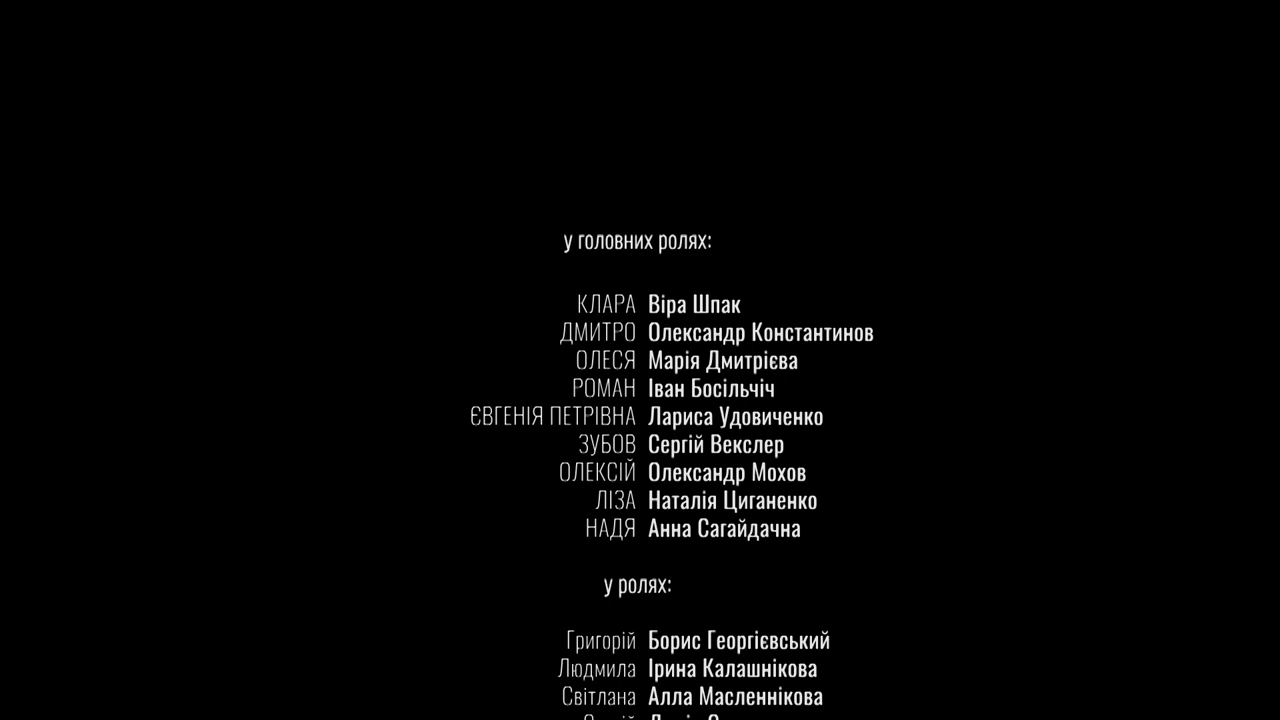 у головних ролях:
КЛАРА Віра Шпак
ДМИТРО Олександр Константинов
ОЛЕСЯ Марія Дмитрієва
РОМАН Іван Босільчіч
ЄВГЕНІЯ ПЕТРІВНА Лариса Удовиченко
ЗУБОВ Сергій Векслер
ОЛЕКСІЙ Олександр Мохов
ЛІЗА Наталія Циганенко
НАДЯ Анна Сагайдачна
у ролях:
Григорій Борис Георгієвський
Людмила Ірина Калашнікова
Світлана Алла Масленнікова